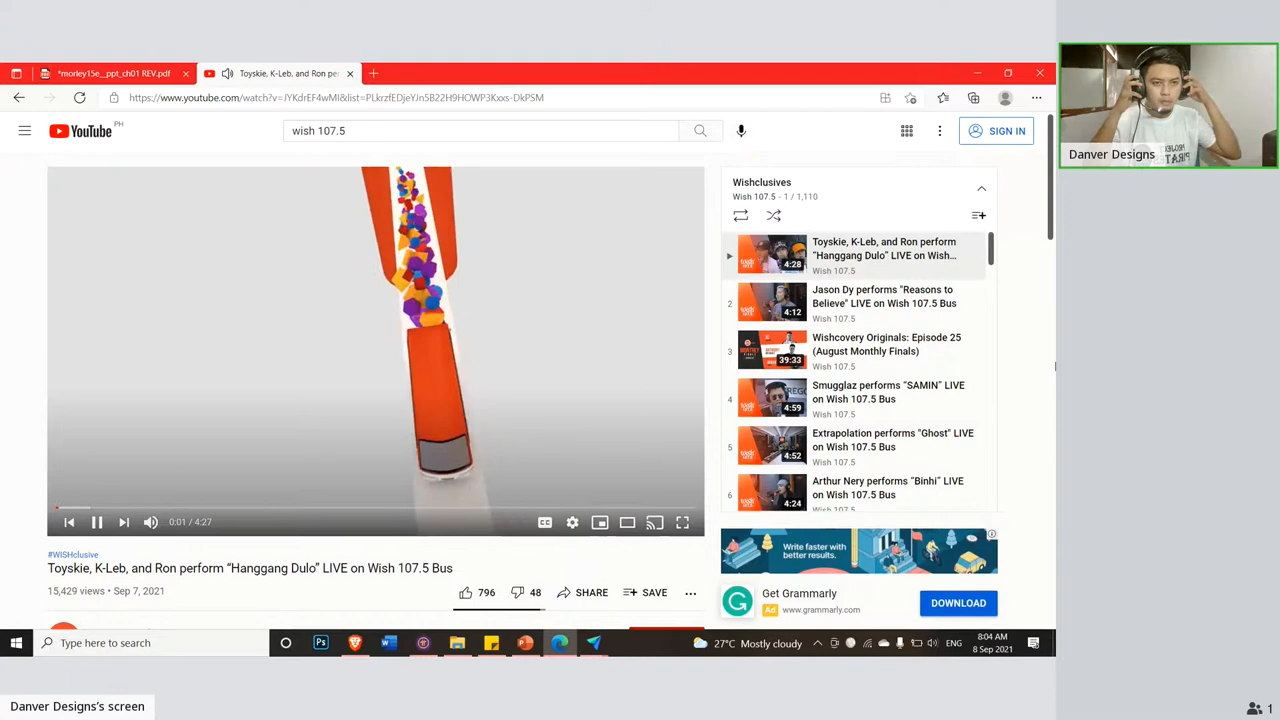 *morley15e_ppt_ch01 REV.pdf
Toyskie, K-Leb, and Ron per
https://www.youtube.com/watch?v=JYKdrEF4wMI&list=PLkrzfEDjeYJn5B22H9HOWP3Kxxs-DkPSM
YouTube PH
wish 107.5
SIGN IN
Danver Designs
Wishclusives
Wish 107.5 - 1 / 1,110
Toyskie, K-Leb, and Ron perform
“Hanggang Dulo” LIVE on Wish…
Wish 107.5
4:28
2
Jason Dy performs "Reasons to
Believe" LIVE on Wish 107.5 Bus
Wish 107.5
4:12
3
Wishcovery Originals: Episode 25
(August Monthly Finals)
Wish 107.5
39:33
4
Smugglaz performs “SAMIN” LIVE
on Wish 107.5 Bus
Wish 107.5
4:59
5
Extrapolation performs "Ghost" LIVE
on Wish 107.5 Bus
Wish 107.5
4:52
6
Arthur Nery performs “Binhi” LIVE
on Wish 107.5 Bus
Wish 107.5
4:24
0:01 / 4:27
CC
#WISHclusive
Toyskie, K-Leb, and Ron perform “Hanggang Dulo” LIVE on Wish 107.5 Bus
15,429 views • Sep 7, 2021
796
48
SHARE
SAVE
Write faster with
better results.
Get Grammarly
Ad www.grammarly.com
DOWNLOAD
Type here to search
Ps
27°C Mostly cloudy
ENG
8:04 AM
8 Sep 2021
Danver Designs's screen
1